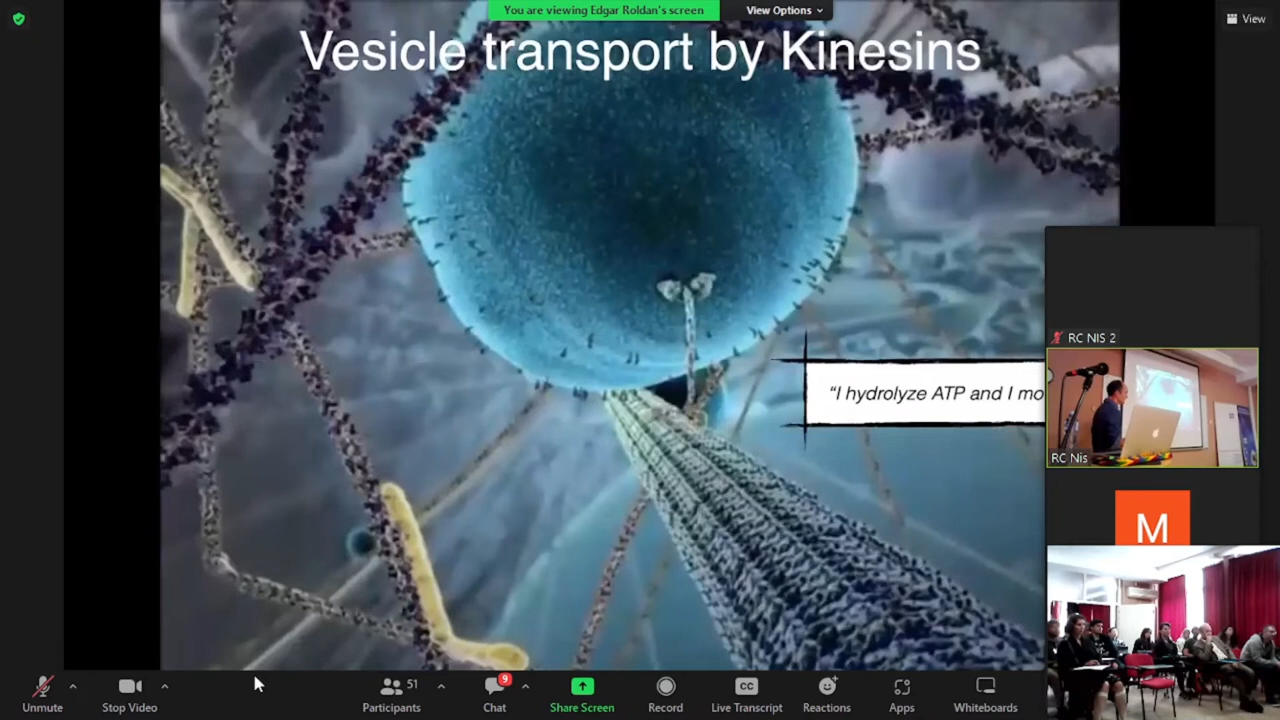 You are viewing Edgar Roldan's screen
View Options
View
Vesicle transport by Kinesins
“I hydrolyze ATP and I mo
RC NIS 2
RC Nis
M
Unmute
Stop Video
51
Participants
9
Chat
Share Screen
Record
CC
Live Transcript
Reactions
Apps
Whiteboards